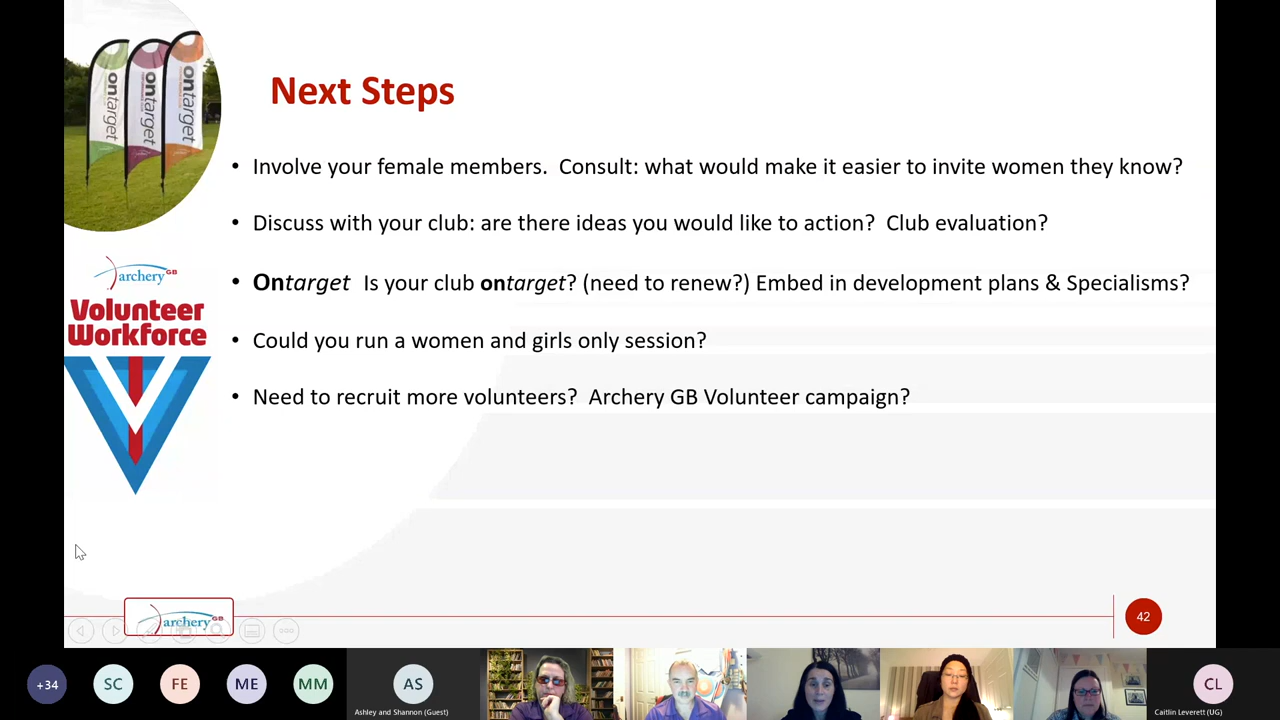 ontarget
ontarget
ontarget
Next Steps
• Involve your female members.  Consult: what would make it easier to invite women they know?
• Discuss with your club: are there ideas you would like to action?  Club evaluation?
• Ontarget  Is your club ontarget? (need to renew?) Embed in development plans & Specialisms?
• Could you run a women and girls only session?
• Need to recruit more volunteers?  Archery GB Volunteer campaign?
archery GB
Volunteer
Workforce
archery GB
42
+34
SC
FE
ME
MM
AS
Ashley and Shannon (Guest)
CL
Caitlin Leverett (UG)